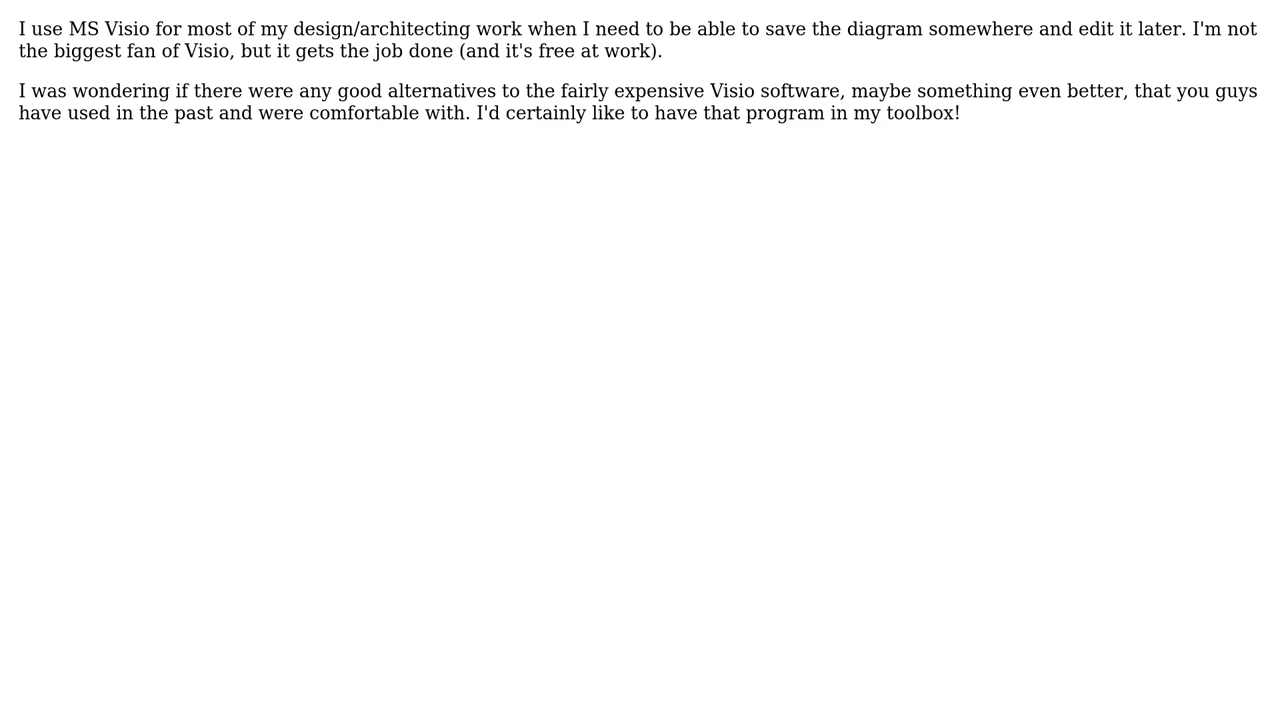 I use MS Visio for most of my design/architecting work when I need to be able to save the diagram somewhere and edit it later. I'm not
the biggest fan of Visio, but it gets the job done (and it's free at work).
I was wondering if there were any good alternatives to the fairly expensive Visio software, maybe something even better, that you guys
have used in the past and were comfortable with. I'd certainly like to have that program in my toolbox!